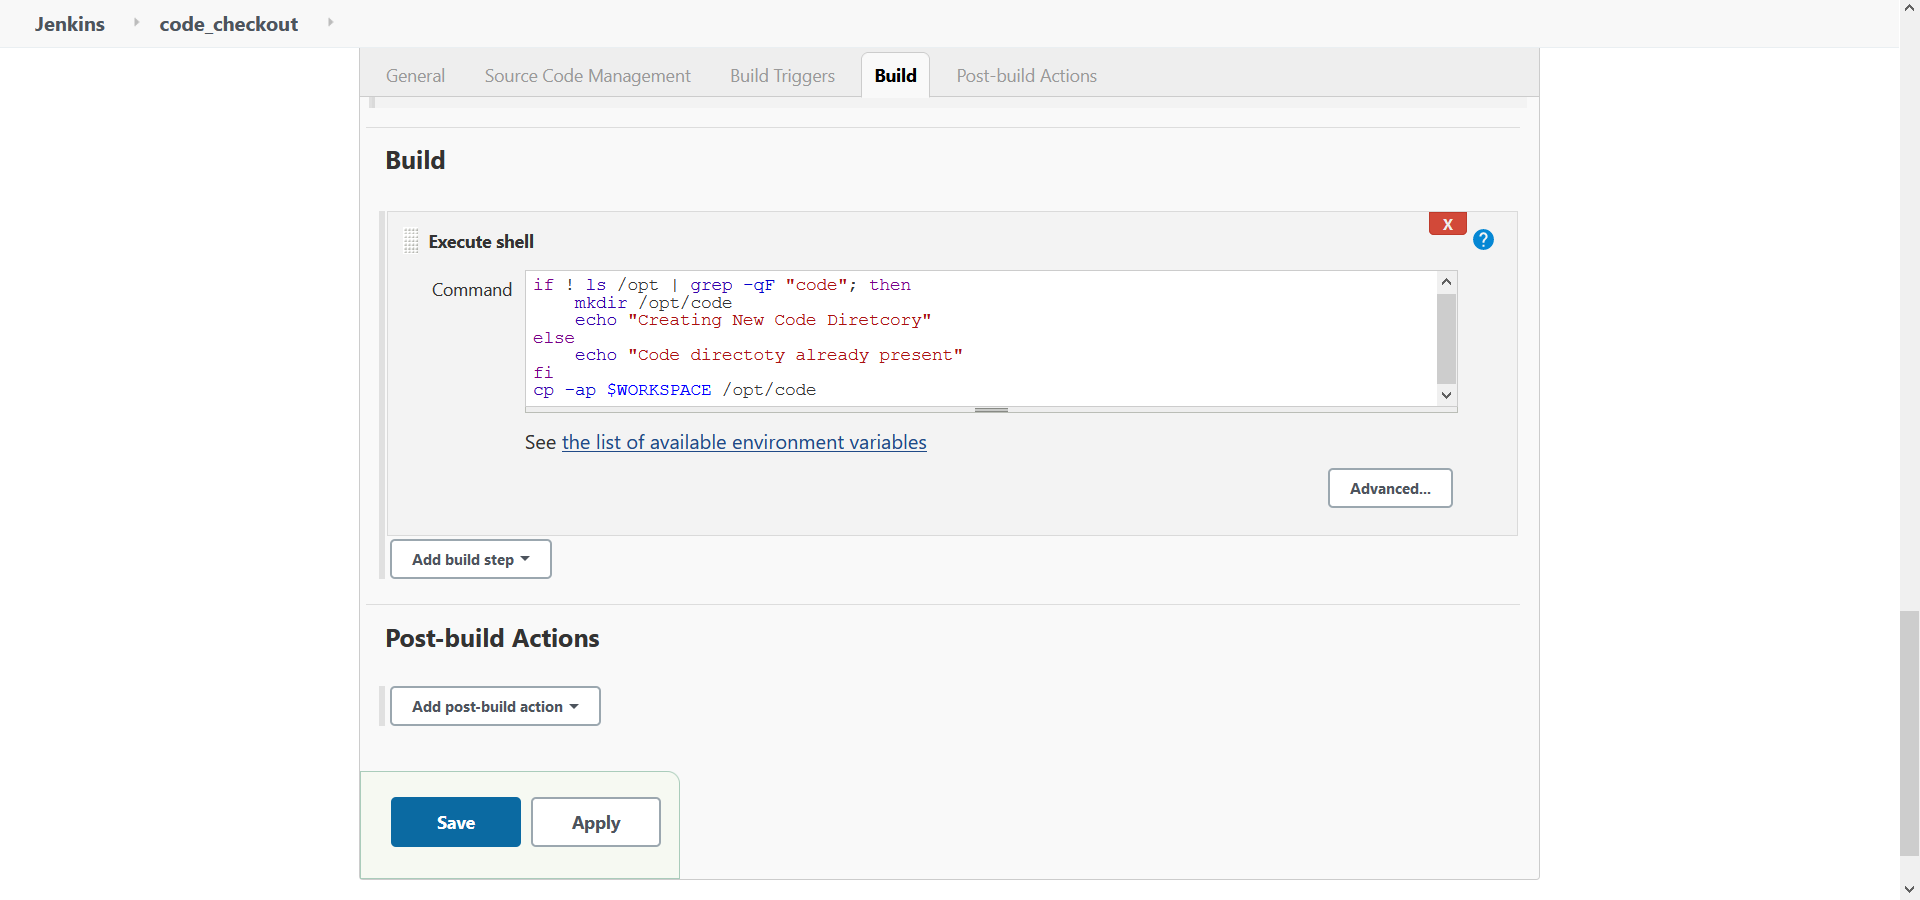 Jenkins code_checkout
General Source Code Management Build Triggers Build Post-build Actions
Build
X
Execute shell ?
Command
if ! ls /opt | grep -qF "code"; then
    mkdir /opt/code
    echo "Creating New Code Diretcory"
else
    echo "Code directoty already present"
fi
cp -ap $WORKSPACE /opt/code
See the list of available environment variables
Advanced...
Add build step
Post-build Actions
Add post-build action
Save Apply